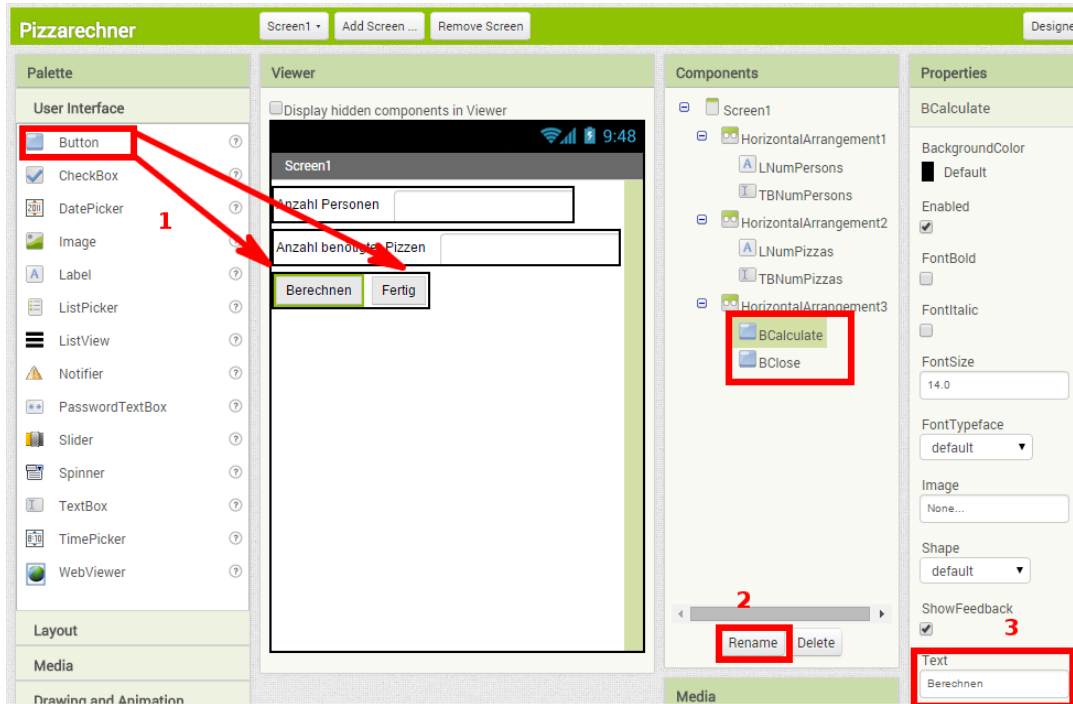 Pizzarechner
Screen1
Add Screen ...
Remove Screen
Designe
Palette
User Interface
Button
CheckBox
DatePicker
Image
Label
ListPicker
ListView
Notifier
PasswordTextBox
Slider
Spinner
TextBox
TimePicker
WebViewer
Layout
Media
Drawing and Animation
1
Viewer
Display hidden components in Viewer
9:48
Screen1
Anzahl Personen
Anzahl benötigte Pizzen
Berechnen
Fertig
Components
Screen1
HorizontalArrangement1
LNumPersons
TBNumPersons
HorizontalArrangement2
LNumPizzas
TBNumPizzas
HorizontalArrangement3
BCalculate
BClose
2
Rename
Delete
Media
Properties
BCalculate
BackgroundColor
Default
Enabled
FontBold
FontItalic
FontSize
14.0
FontTypeface
default
Image
None...
Shape
default
ShowFeedback
3
Text
Berechnen